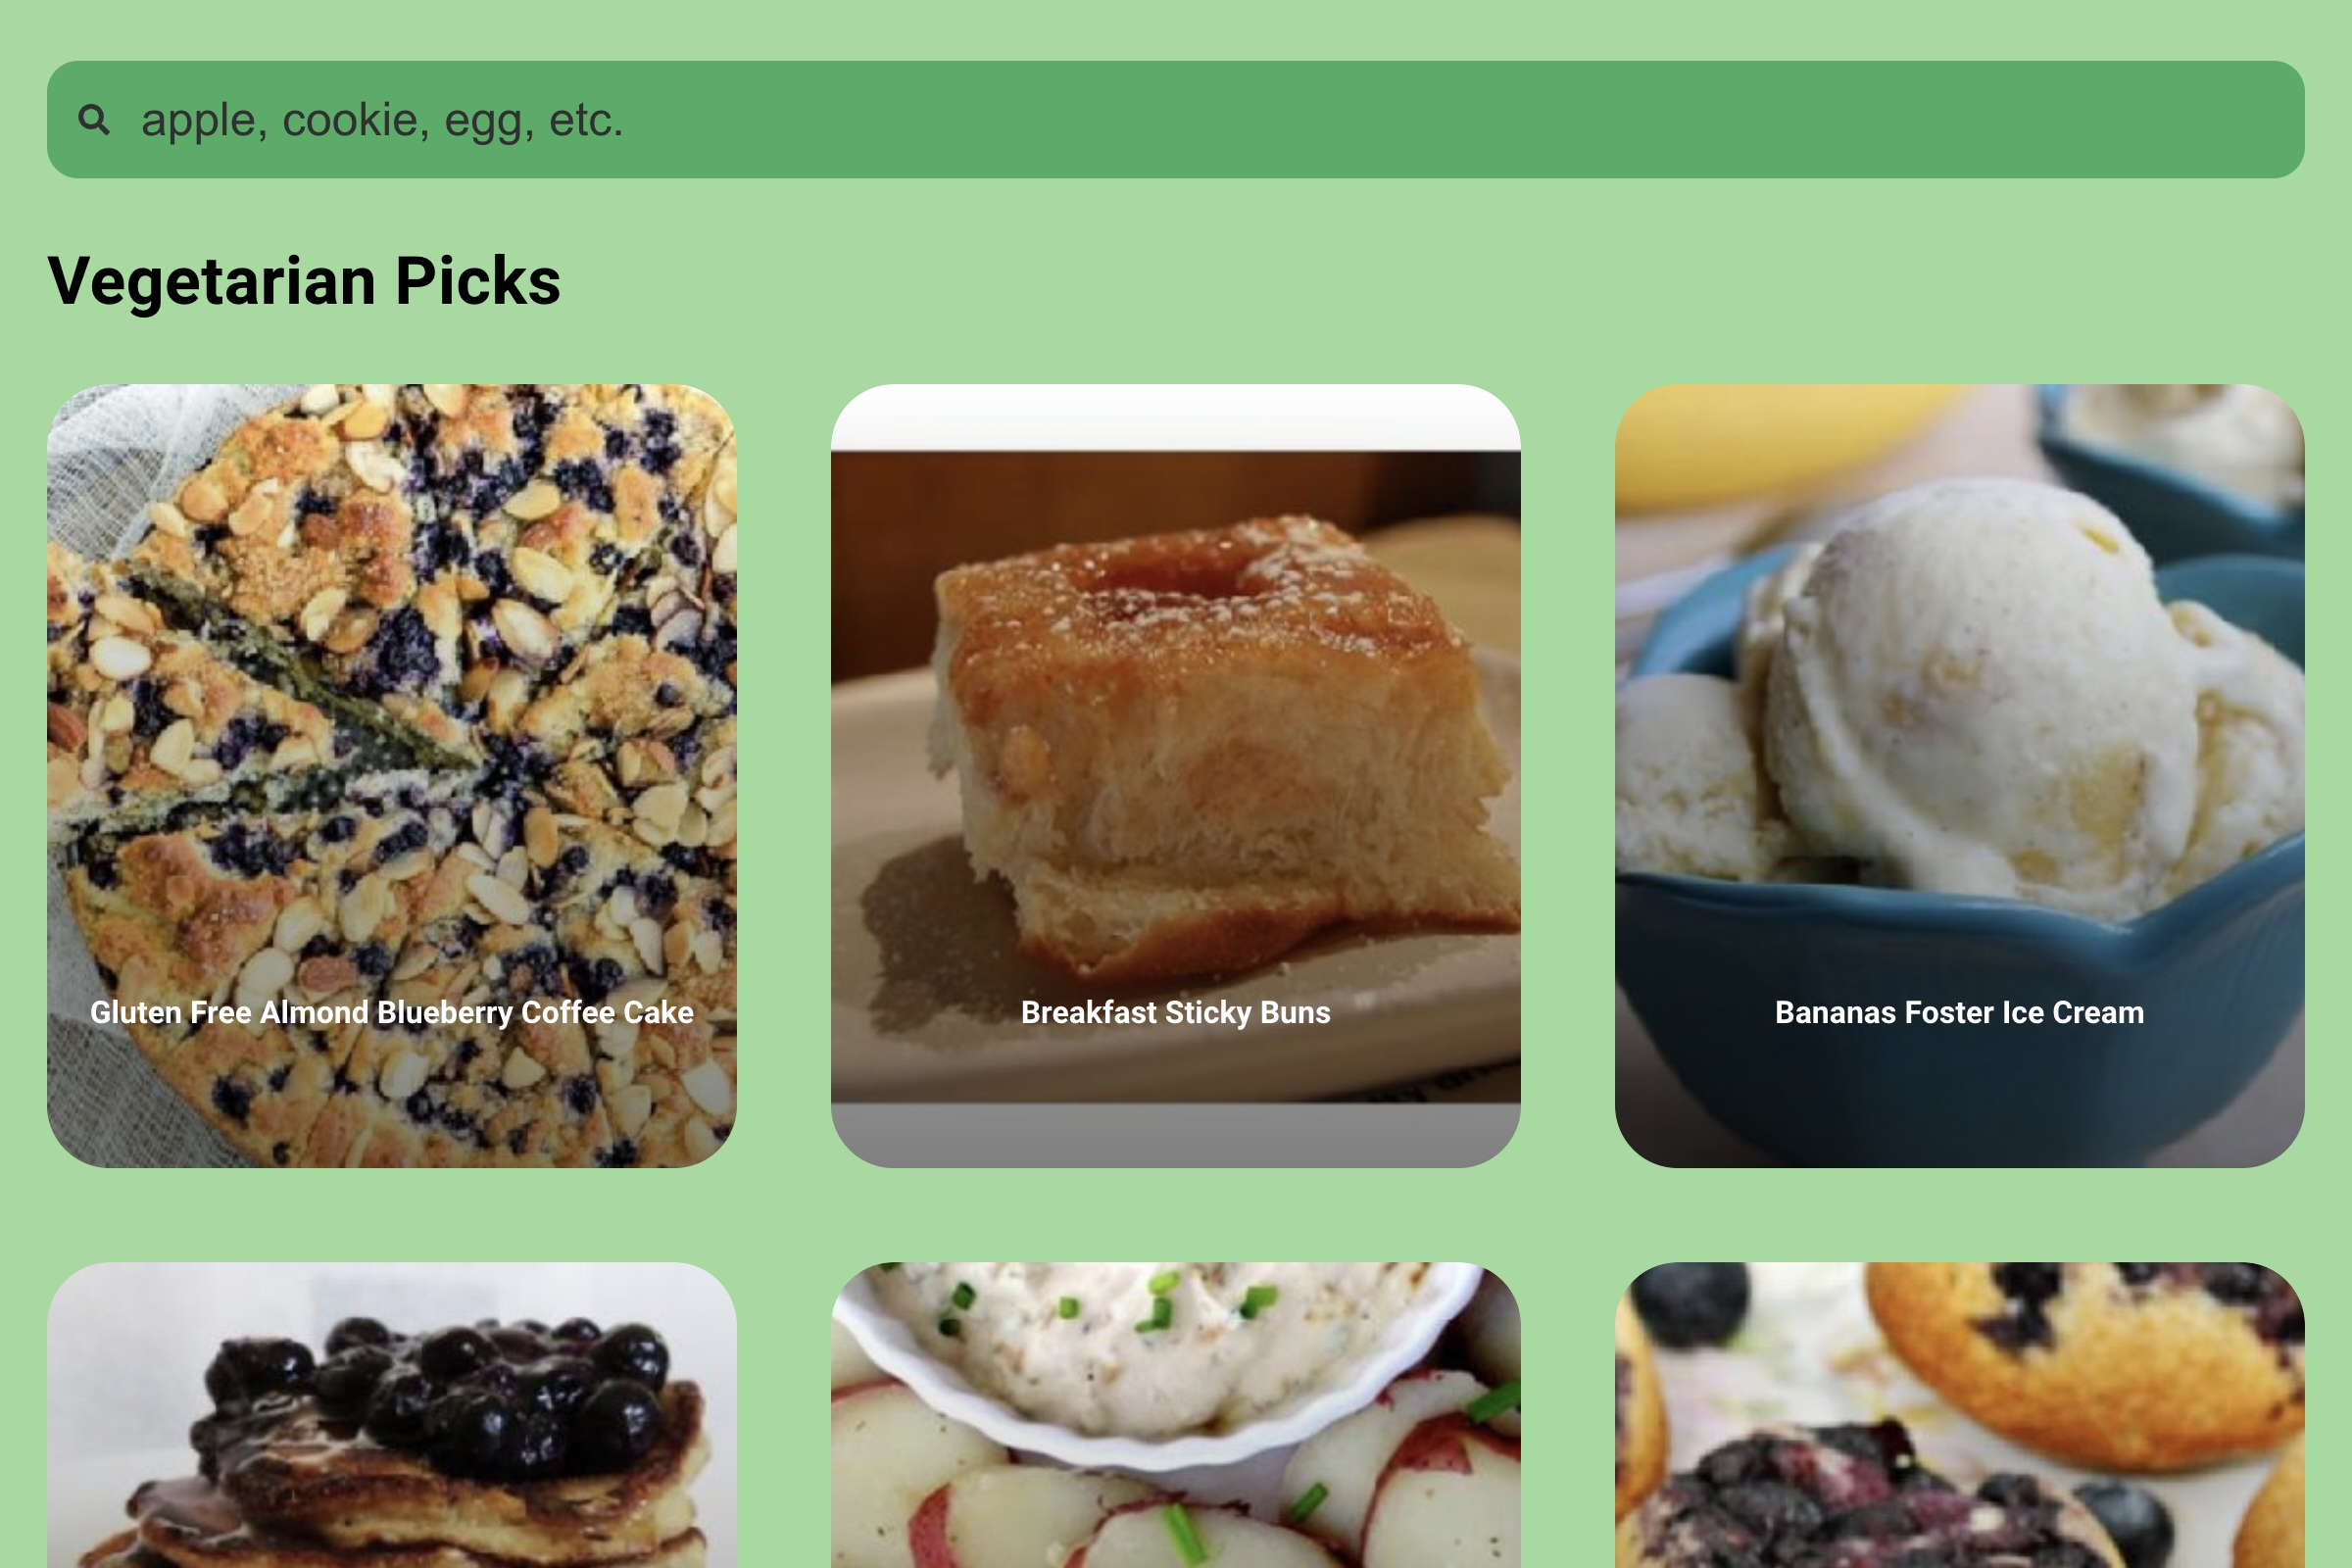 apple, cookie, egg, etc.
Vegetarian Picks
Gluten Free Almond Blueberry Coffee Cake
Breakfast Sticky Buns
Bananas Foster Ice Cream